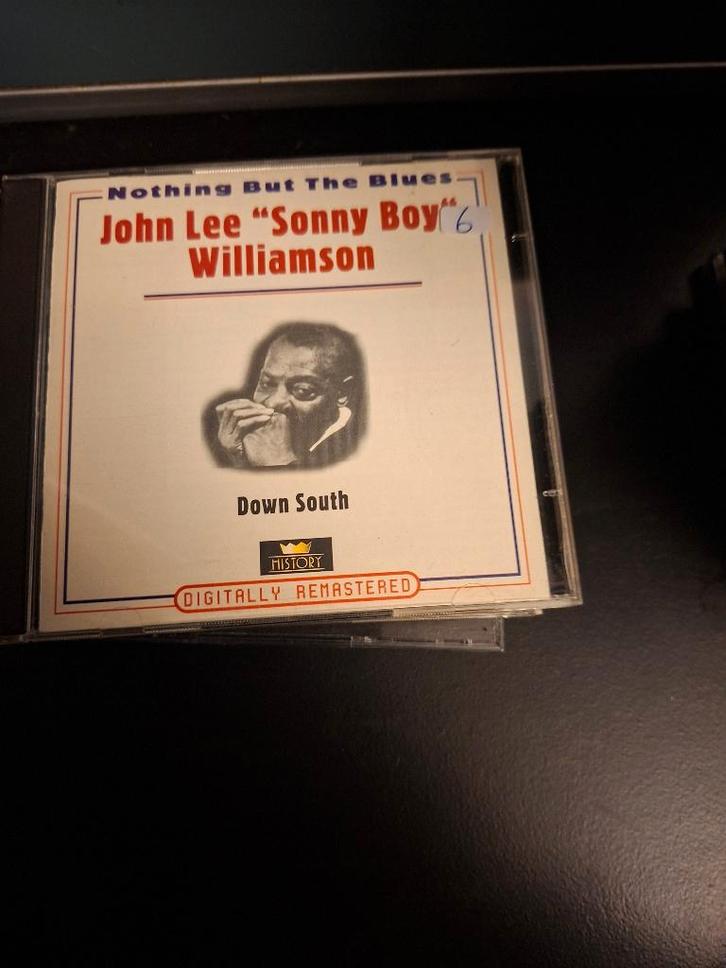 Nothing But The Blues
John Lee “Sonny Boy“ 6
Williamson
Down South
HISTORY
DIGITALLY REMASTERED